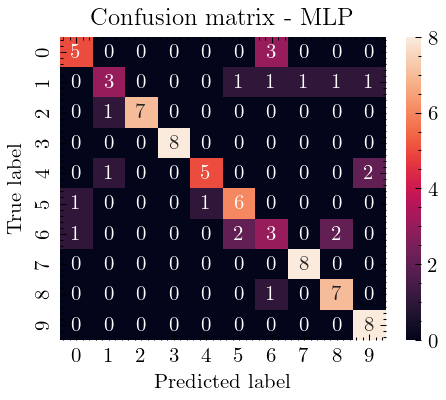 Confusion matrix - MLP
0 5 0 0 0 0 0 3 0 0 0
1 0 3 0 0 0 1 1 1 1 1
2 0 1 7 0 0 0 0 0 0 0
3 0 0 0 8 0 0 0 0 0 0
4 0 1 0 0 5 0 0 0 0 2
5 1 0 0 0 1 6 0 0 0 0
6 1 0 0 0 0 2 3 0 2 0
7 0 0 0 0 0 0 0 8 0 0
8 0 0 0 0 0 0 1 0 7 0
9 0 0 0 0 0 0 0 0 0 8
0 1 2 3 4 5 6 7 8 9
Predicted label
True label
8
6
4
2
0